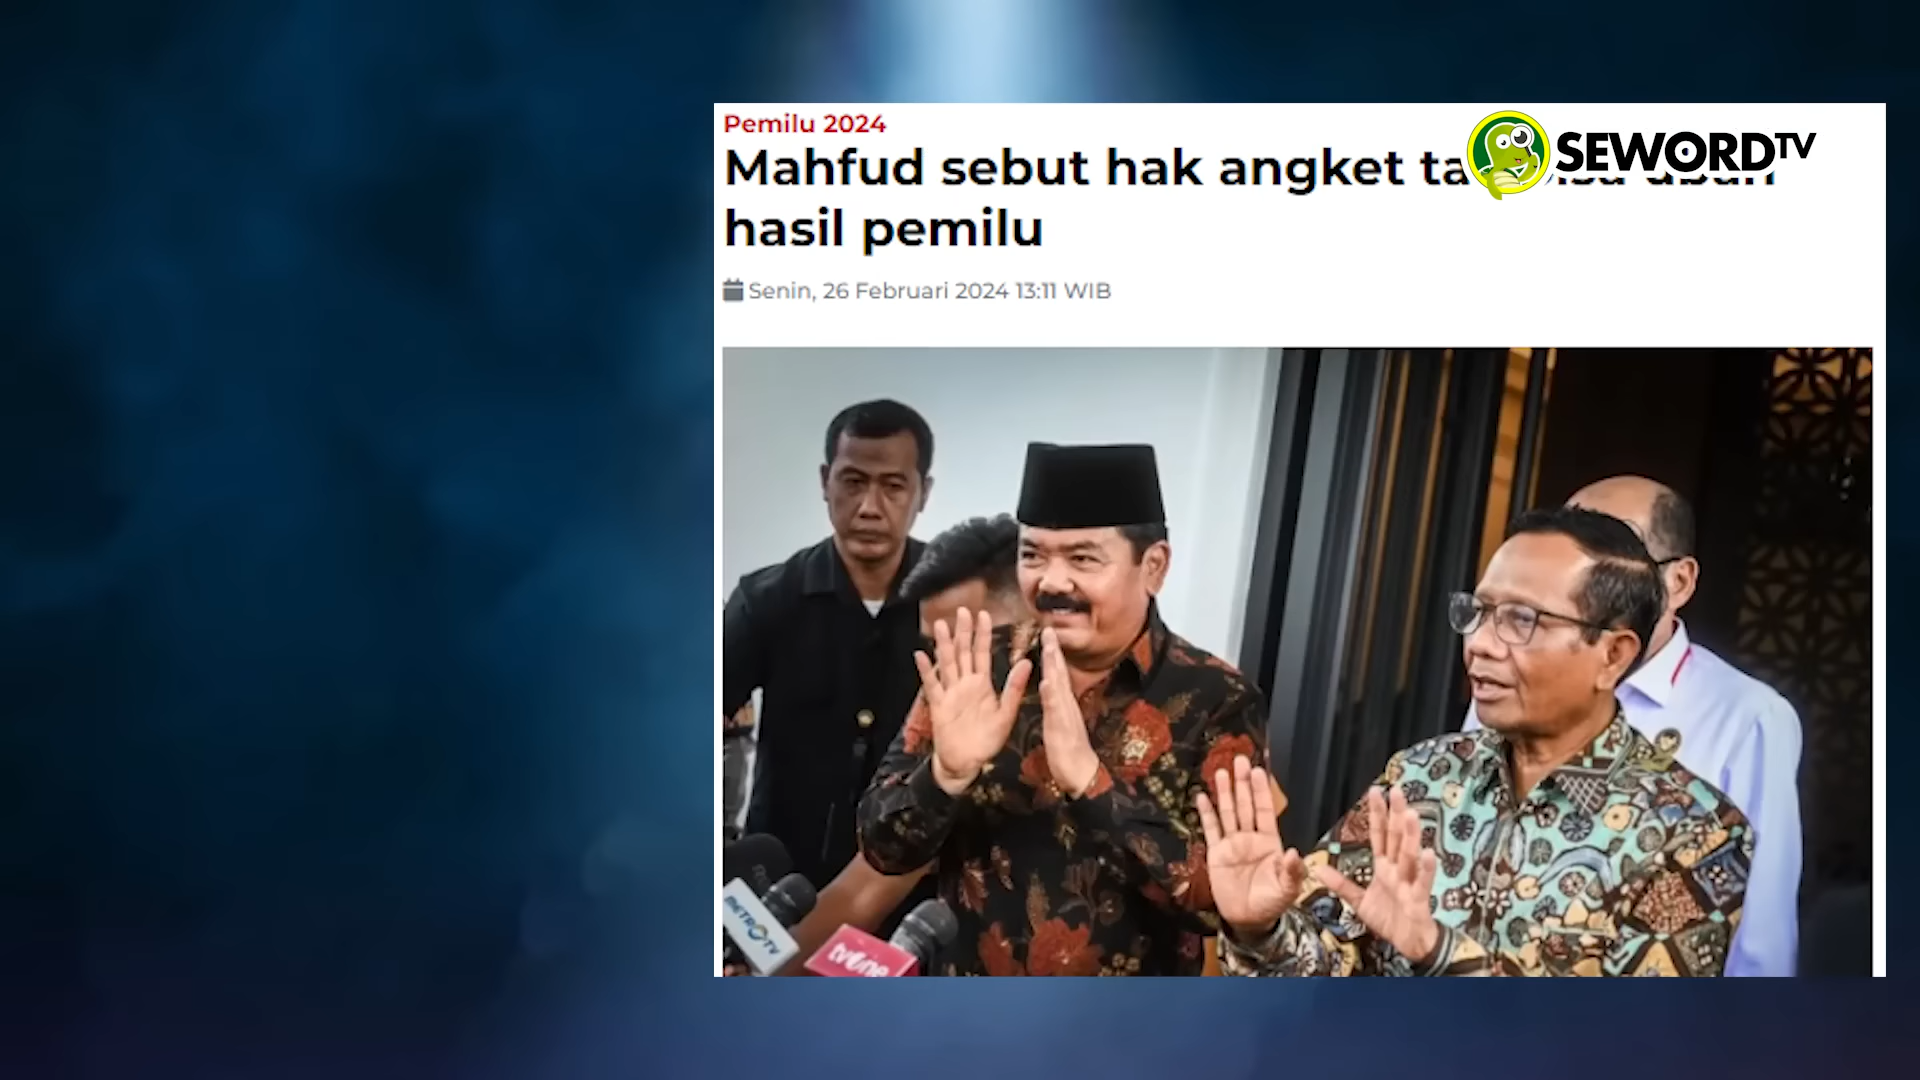 Pemilu 2024
SEWORDTV
Mahfud sebut hak angket
hasil pemilu
Senin, 26 Februari 2024 13:11 WIB
METRO TV
tvOne